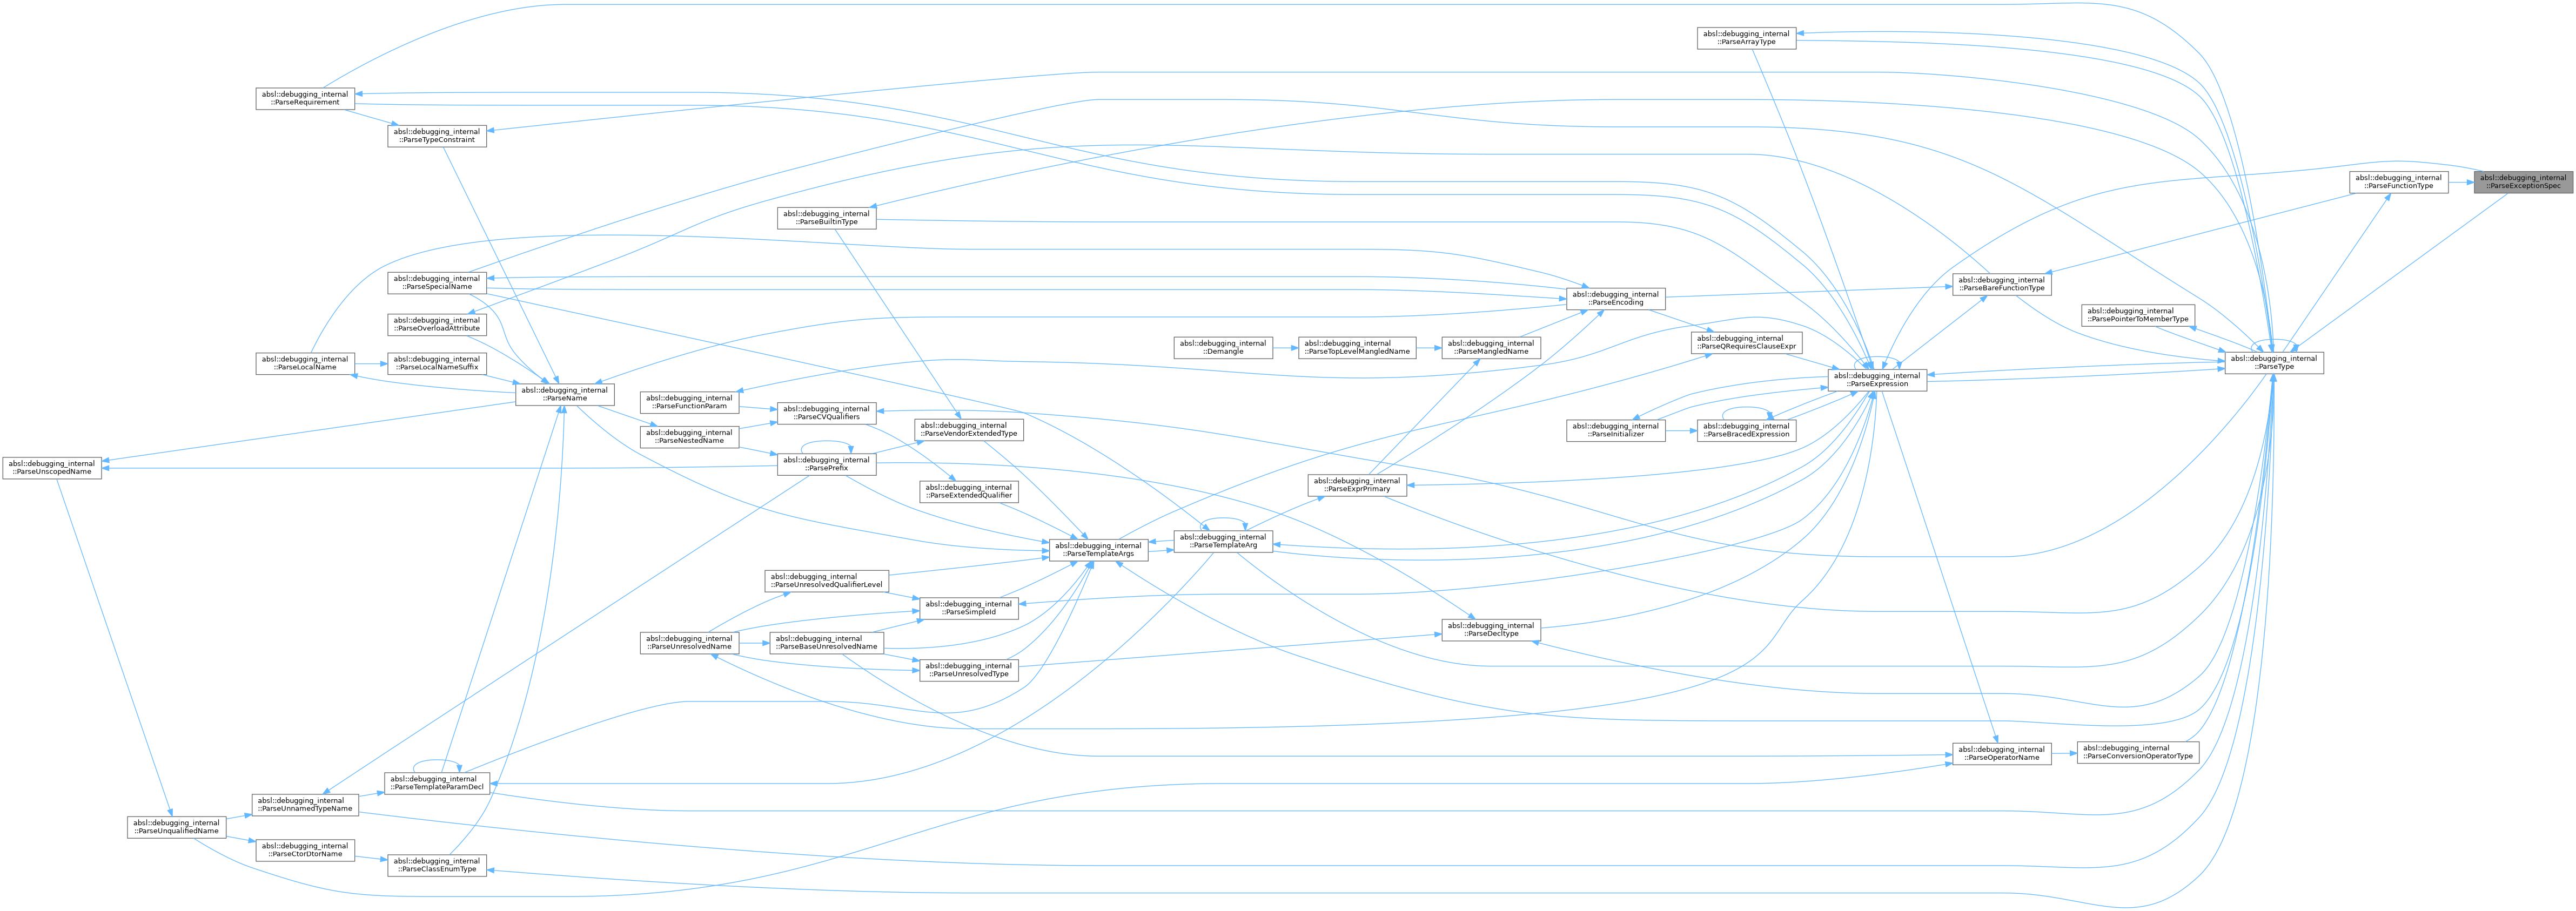 absl::debugging_internal
::ParseArrayType
absl::debugging_internal
::ParseRequirement
absl::debugging_internal
::ParseTypeConstraint
absl::debugging_internal
::ParseFunctionType
absl::debugging_internal
::ParseExceptionSpec
absl::debugging_internal
::ParseBuiltinType
absl::debugging_internal
::ParseSpecialName
absl::debugging_internal
::ParseBareFunctionType
absl::debugging_internal
::ParseEncoding
absl::debugging_internal
::ParsePointerToMemberType
absl::debugging_internal
::ParseOverloadAttribute
absl::debugging_internal
::ParseQRequiresClauseExpr
absl::debugging_internal
::Demangle
absl::debugging_internal
::ParseTopLevelMangledName
absl::debugging_internal
::ParseMangledName
absl::debugging_internal
::ParseLocalName
absl::debugging_internal
::ParseLocalNameSuffix
absl::debugging_internal
::ParseType
absl::debugging_internal
::ParseExpression
absl::debugging_internal
::ParseName
absl::debugging_internal
::ParseFunctionParam
absl::debugging_internal
::ParseCVQualifiers
absl::debugging_internal
::ParseVendorExtendedType
absl::debugging_internal
::ParseInitializer
absl::debugging_internal
::ParseBracedExpression
absl::debugging_internal
::ParseNestedName
absl::debugging_internal
::ParsePrefix
absl::debugging_internal
::ParseUnscopedName
absl::debugging_internal
::ParseExtendedQualifier
absl::debugging_internal
::ParseExprPrimary
absl::debugging_internal
::ParseTemplateArgs
absl::debugging_internal
::ParseTemplateArg
absl::debugging_internal
::ParseUnresolvedQualifierLevel
absl::debugging_internal
::ParseSimpleId
absl::debugging_internal
::ParseDecltype
absl::debugging_internal
::ParseUnresolvedName
absl::debugging_internal
::ParseBaseUnresolvedName
absl::debugging_internal
::ParseUnresolvedType
absl::debugging_internal
::ParseOperatorName
absl::debugging_internal
::ParseConversionOperatorType
absl::debugging_internal
::ParseTemplateParamDecl
absl::debugging_internal
::ParseUnnamedTypeName
absl::debugging_internal
::ParseUnqualifiedName
absl::debugging_internal
::ParseCtorDtorName
absl::debugging_internal
::ParseClassEnumType